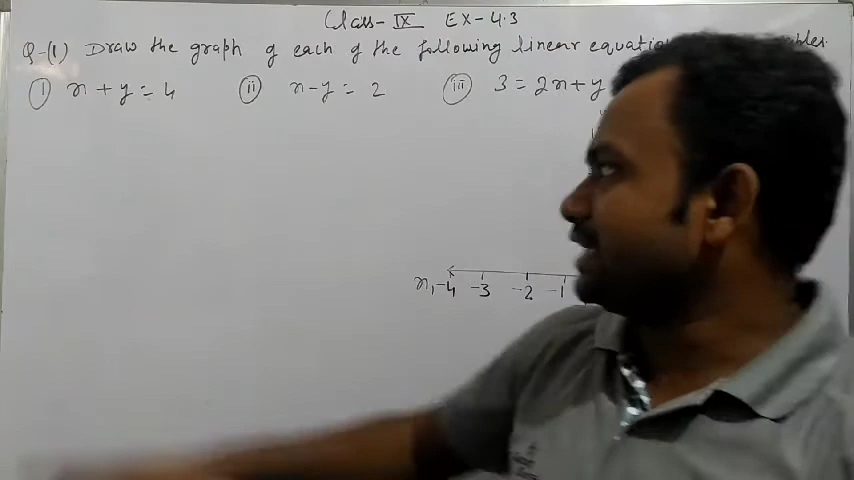 Class-IX EX-4.3
Q-(1) Draw the graph of each of the following linear equatio
(i) x + y = 4 (ii) x-y = 2 (iii) 3 = 2x+y
x, -4 -3 -2 -1